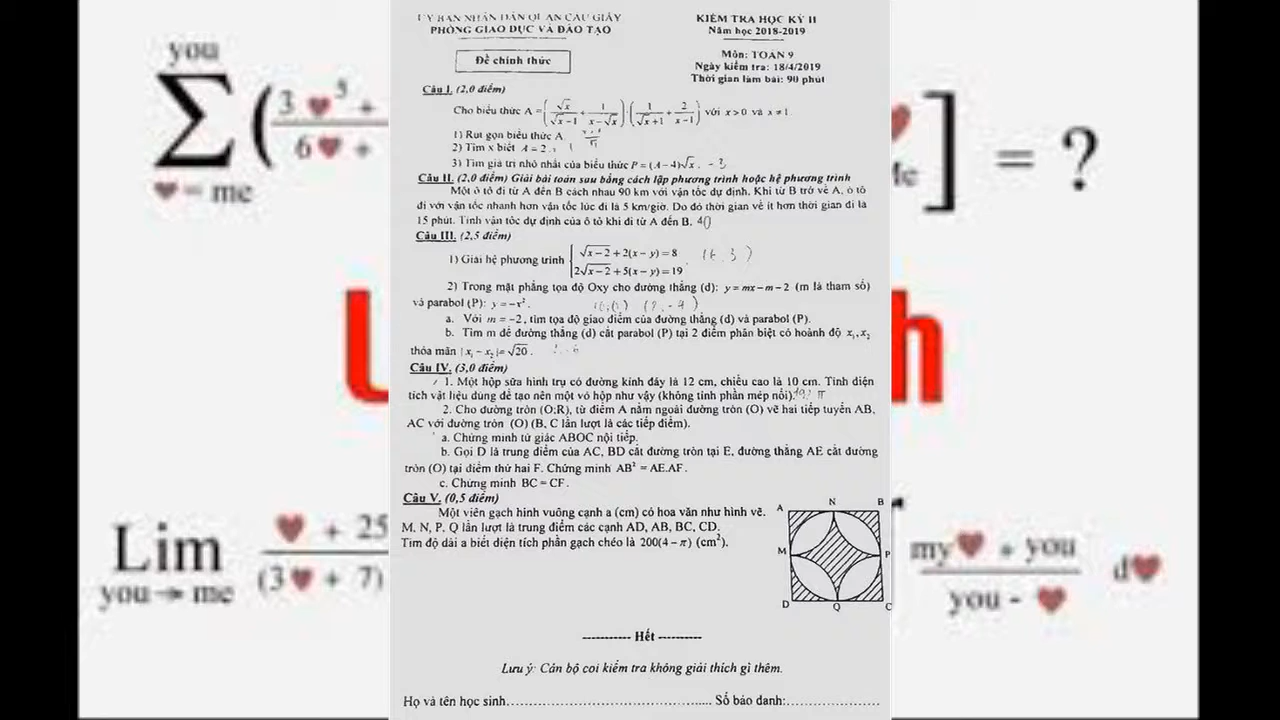 you
Σ ( 3 ♥ 5 +
6 ♥ +
♥ = me
] = ?
Lim
you → me
♥ + 25
(3♥ + 7)
my♥ + you
you - ♥
d♥
ỦY BAN NHÂN DÂN QUẬN CẦU GIẤY
PHÒNG GIÁO DỤC VÀ ĐÀO TẠO
Đề chính thức
KIỂM TRA HỌC KỲ II
Năm học 2018-2019
Môn: TOÁN 9
Ngày kiểm tra: 18/4/2019
Thời gian làm bài: 90 phút
Câu I. (2,0 điểm)
Cho biểu thức A = (√x/(√x−1) + 1/(x−√x)) : (1/(√x+1) + 2/(x−1)) với x > 0 và x ≠ 1
1) Rút gọn biểu thức A
2) Tìm x biết A = 2.
3) Tìm giá trị nhỏ nhất của biểu thức P = (A−4)√x. -3
Câu II. (2,0 điểm) Giải bài toán sau bằng cách lập phương trình hoặc hệ phương trình
Một ô tô đi từ A đến B cách nhau 90 km với vận tốc dự định. Khi từ B trở về A, ô tô
đi với vận tốc nhanh hơn vận tốc lúc đi là 5 km/giờ. Do đó thời gian về ít hơn thời gian đi là
15 phút. Tính vận tốc dự định của ô tô khi đi từ A đến B. 40
Câu III. (2,5 điểm)
1) Giải hệ phương trình { √x−2 + 2(x−y) = 8
2√x−2 + 5(x−y) = 19
2) Trong mặt phẳng tọa độ Oxy cho đường thẳng (d): y = mx − m − 2 (m là tham số)
và parabol (P): y = −x².
a. Với m = −2, tìm tọa độ giao điểm của đường thẳng (d) và parabol (P).
b. Tìm m để đường thẳng (d) cắt parabol (P) tại 2 điểm phân biệt có hoành độ x₁, x₂
thỏa mãn |x₁ − x₂| = √20.
Câu IV. (3,0 điểm)
1. Một hộp sữa hình trụ có đường kính đáy là 12 cm, chiều cao là 10 cm. Tính diện
tích vật liệu dùng để tạo nên một vỏ hộp như vậy (không tính phần mép nối). 192 π
2. Cho đường tròn (O;R), từ điểm A nằm ngoài đường tròn (O) vẽ hai tiếp tuyến AB,
AC với đường tròn (O) (B, C lần lượt là các tiếp điểm).
a. Chứng minh tứ giác ABOC nội tiếp.
b. Gọi D là trung điểm của AC, BD cắt đường tròn tại E, đường thẳng AE cắt đường
tròn (O) tại điểm thứ hai F. Chứng minh AB² = AE.AF.
c. Chứng minh BC = CF.
Câu V. (0,5 điểm)
Một viên gạch hình vuông cạnh a (cm) có hoa văn như hình vẽ.
M, N, P, Q lần lượt là trung điểm các cạnh AD, AB, BC, CD.
Tìm độ dài a biết diện tích phần gạch chéo là 200(4 − π) (cm²).
A N B
M P
D Q C
---------- Hết ----------
Lưu ý: Cán bộ coi kiểm tra không giải thích gì thêm.
Họ và tên học sinh............................................ Số báo danh:....................